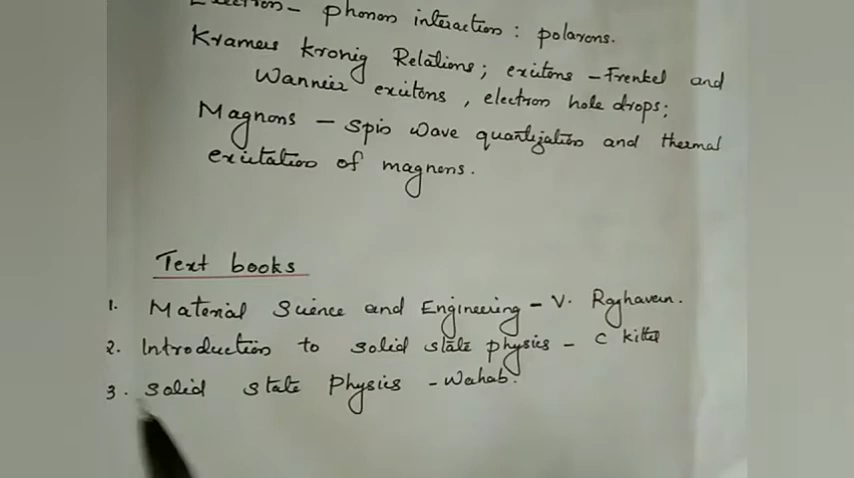 Electron - phonon interaction : polarons.
Kramers Kronig Relations ; excitons - Frenkel and
Wannier excitons , electron hole drops ;
Magnons - Spin wave quantization and thermal
excitation of magnons .
Text books
1. Material Science and Engineering - V. Raghavan.
2. Introduction to solid state physics - C Kittel
3. Solid state Physics - Wahab.